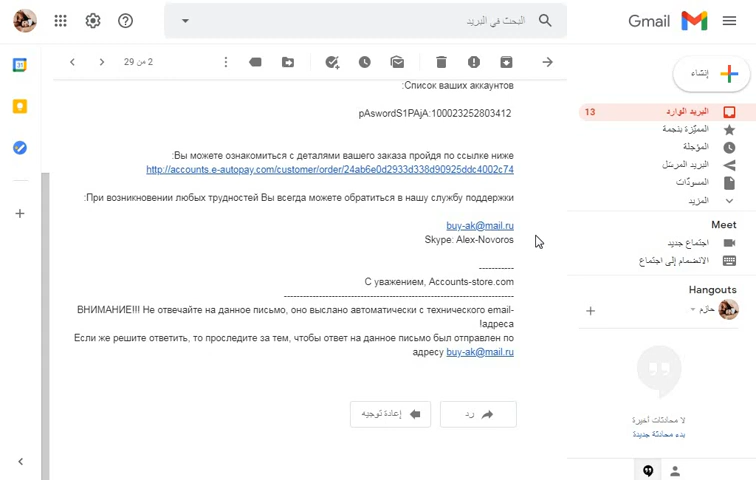 البحث في البريد
Gmail
2 من 29
إنشاء
البريد الوارد
13
المميَّزة بنجمة
المؤجلة
البريد المرسَل
المسودّات
المزيد
Meet
اجتماع جديد
الانضمام إلى اجتماع
Hangouts
حازم
لا محادثات أخيرة
بدء محادثة جديدة
:Список ваших аккаунтов
pAswordS1PAjA:100023252803412
:Вы можете ознакомиться с деталями вашего заказа пройдя по ссылке ниже
http://accounts.e-autopay.com/customer/order/24ab6e0d2933d338d90925ddc4002c74
:При возникновении любых трудностей Вы всегда можете обратиться в нашу службу поддержки
buy-ak@mail.ru
Skype: Alex-Novoros
-----------
С уважением, Accounts-store.com
----------------------------------------------------------
ВНИМАНИЕ!!! Не отвечайте на данное письмо, оно выслано автоматически с технического email-
!адреса
Если же решите ответить, то проследите за тем, чтобы ответ на данное письмо был отправлен по
адресу buy-ak@mail.ru
رد
إعادة توجيه